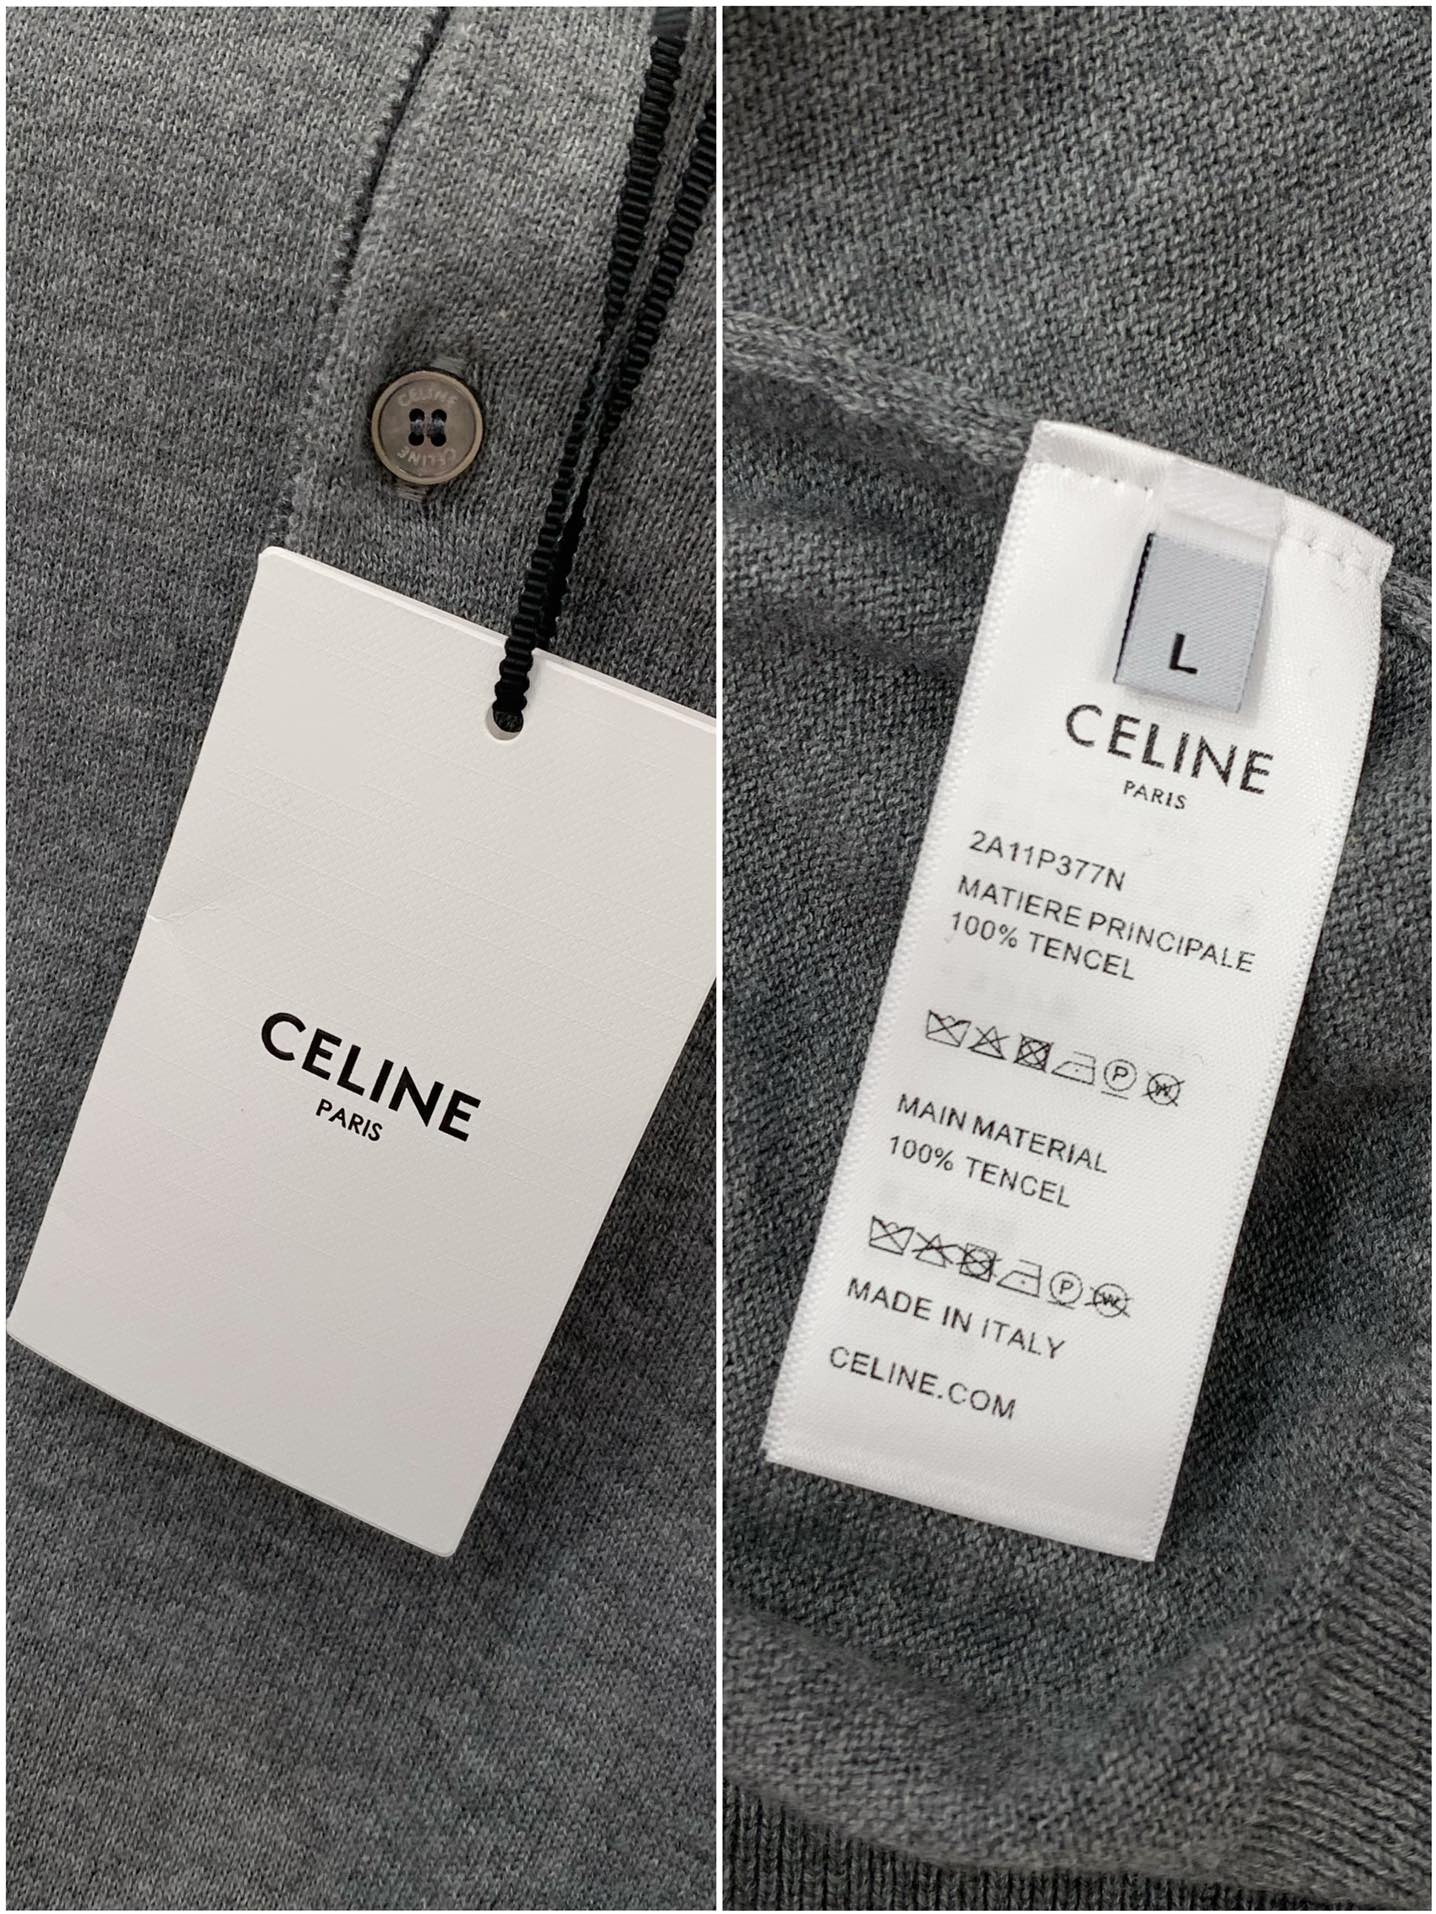 CELINE
CELINE
CELINE
PARIS
L
CELINE
PARIS
2A11P377N
MATIERE PRINCIPALE
100% TENCEL
P W
MAIN MATERIAL
100% TENCEL
P W
MADE IN ITALY
CELINE.COM